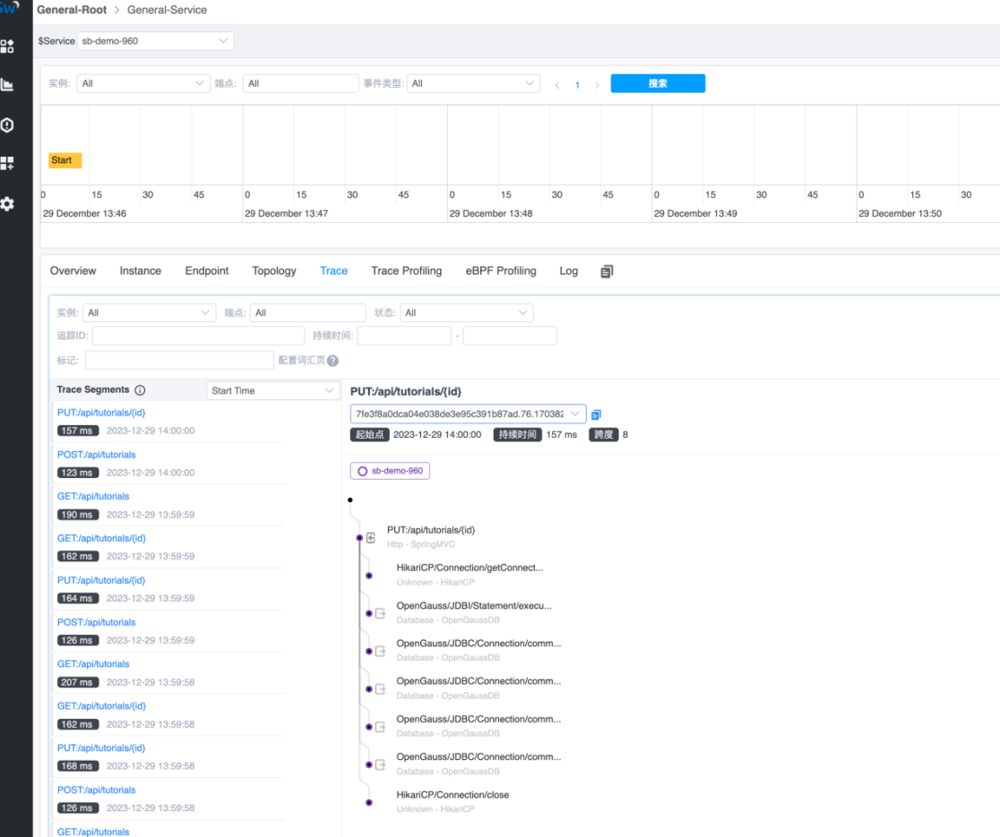 General-Root > General-Service
$Service sb-demo-960
实例: All 端点: All 事件类型: All 1 搜索
Start
0 15 30 45 0 15 30 45 0 15 30 45 0 15 30 45 0 15 30
29 December 13:46 29 December 13:47 29 December 13:48 29 December 13:49 29 December 13:50
Overview Instance Endpoint Topology Trace Trace Profiling eBPF Profiling Log
实例: All 端点: All 状态: All
追踪ID: 持续时间: -
标记: 配置词汇页
Trace Segments Start Time
PUT:/api/tutorials/{id}
157 ms 2023-12-29 14:00:00
POST:/api/tutorials
123 ms 2023-12-29 14:00:00
GET:/api/tutorials
190 ms 2023-12-29 13:59:59
GET:/api/tutorials/{id}
162 ms 2023-12-29 13:59:59
PUT:/api/tutorials/{id}
164 ms 2023-12-29 13:59:59
POST:/api/tutorials
126 ms 2023-12-29 13:59:59
GET:/api/tutorials
207 ms 2023-12-29 13:59:58
GET:/api/tutorials/{id}
162 ms 2023-12-29 13:59:58
PUT:/api/tutorials/{id}
168 ms 2023-12-29 13:59:58
POST:/api/tutorials
126 ms 2023-12-29 13:59:58
GET:/api/tutorials
PUT:/api/tutorials/{id}
7fe3f8a0dca04e038de3e95c391b87ad.76.170382
起始点 2023-12-29 14:00:00 持续时间 157 ms 跨度 8
sb-demo-960
PUT:/api/tutorials/{id}
Http - SpringMVC
HikariCP/Connection/getConnect...
Unknown - HikariCP
OpenGauss/JDBI/Statement/execu...
Database - OpenGaussDB
OpenGauss/JDBC/Connection/comm...
Database - OpenGaussDB
OpenGauss/JDBC/Connection/comm...
Database - OpenGaussDB
OpenGauss/JDBC/Connection/comm...
Database - OpenGaussDB
OpenGauss/JDBC/Connection/comm...
Database - OpenGaussDB
HikariCP/Connection/close
Unknown - HikariCP